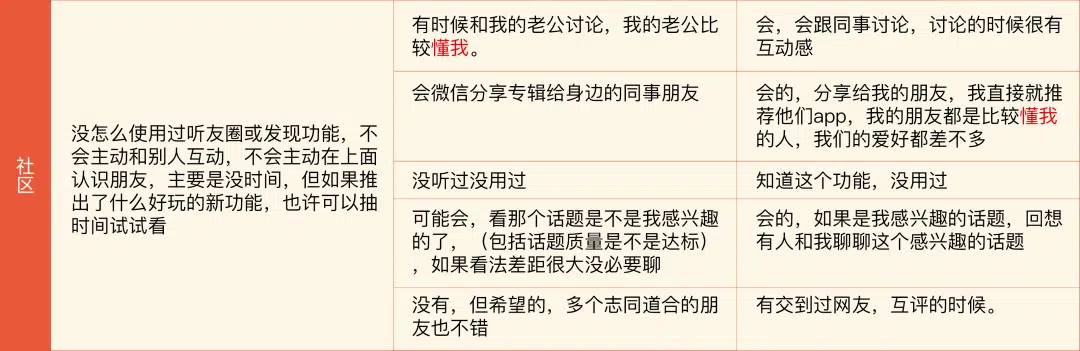 社区
没怎么使用过听友圈或发现功能，不
会主动和别人互动，不会主动在上面
认识朋友，主要是没时间，但如果推
出了什么好玩的新功能，也许可以抽
时间试试看
有时候和我的老公讨论，我的老公比
较懂我。
会，会跟同事讨论，讨论的时候很有
互动感
会微信分享专辑给身边的同事朋友
会的，分享给我的朋友，我直接就推
荐他们app，我的朋友都是比较懂我
的人，我们的爱好都差不多
没听过没用过
知道这个功能，没用过
可能会，看那个话题是不是我感兴趣
的了，（包括话题质量是不是达标）
，如果看法差距很大没必要聊
会的，如果是我感兴趣的话题，回想
有人和我聊聊这个感兴趣的话题
没有，但希望的，多个志同道合的朋
友也不错
有交到过网友，互评的时候。